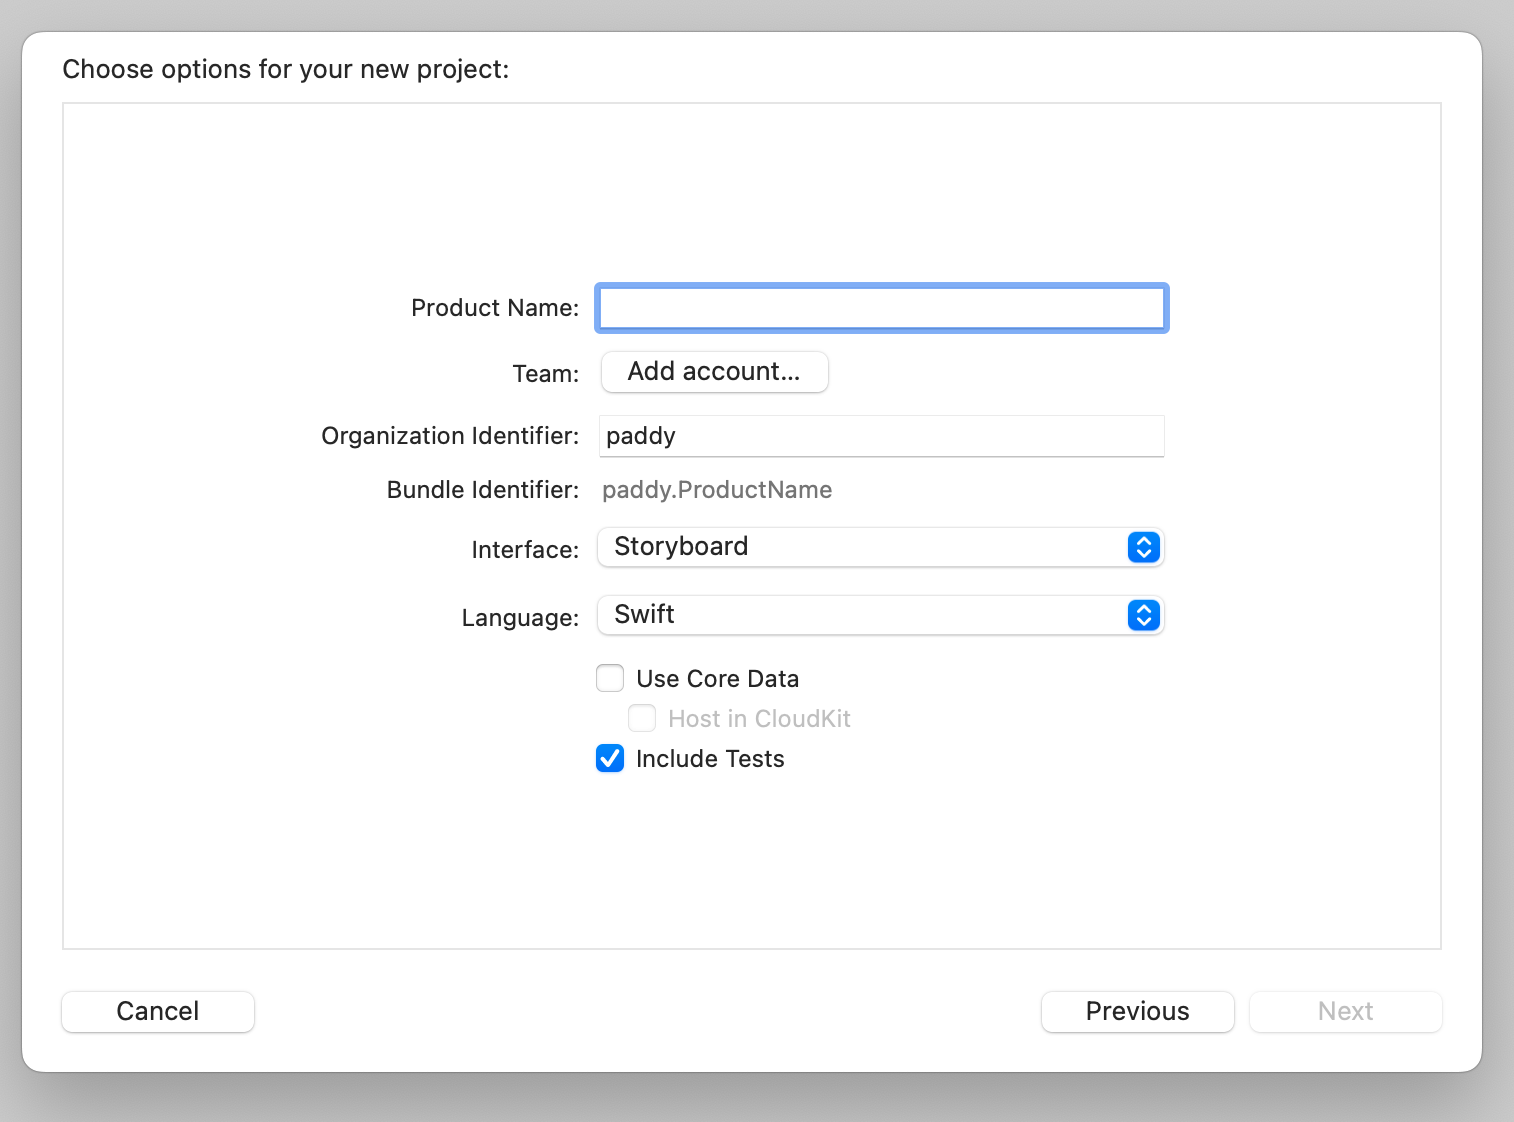 Choose options for your new project:
Product Name:
Team: Add account...
Organization Identifier: paddy
Bundle Identifier: paddy.ProductName
Interface: Storyboard
Language: Swift
Use Core Data
Host in CloudKit
Include Tests
Cancel Previous Next